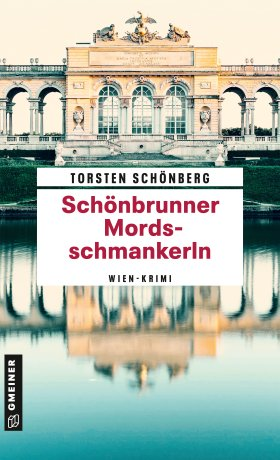 TORSTEN SCHÖNBERG
Schönbrunner
Mords-
schmankerln
WIEN-KRIMI
GMEINER